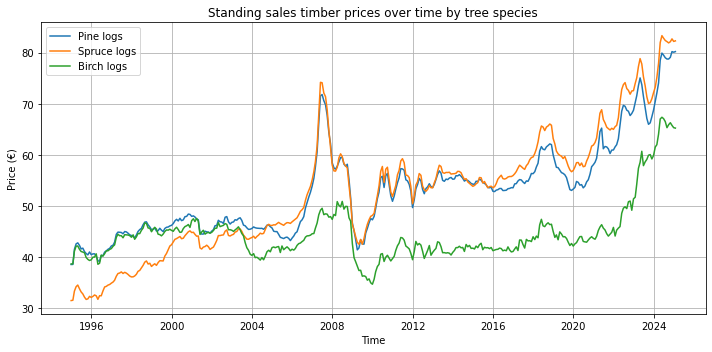 Standing sales timber prices over time by tree species
Pine logs
Spruce logs
Birch logs
Price (€)
80
70
60
50
40
30
1996
2000
2004
2008
2012
2016
2020
2024
Time